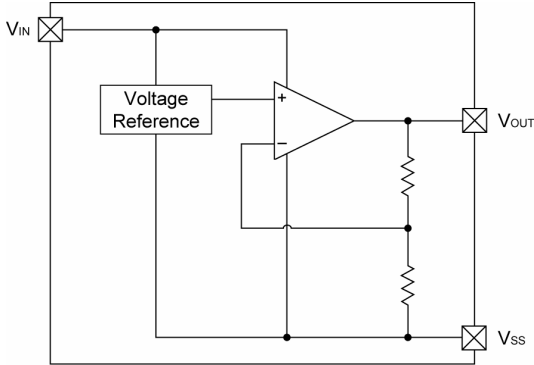 VIN
Voltage
Reference
+
−
VOUT
VSS